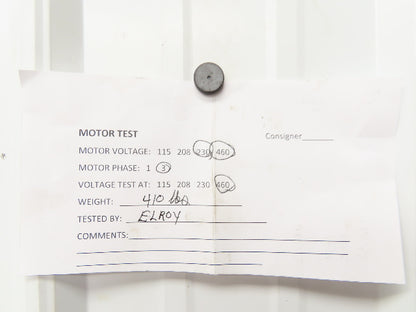 MOTOR TEST
Consigner
MOTOR VOLTAGE: 115 208 230 460
MOTOR PHASE: 1 3
VOLTAGE TEST AT: 115 208 230 460
WEIGHT: 410 lbs
TESTED BY: ELROY
COMMENTS: